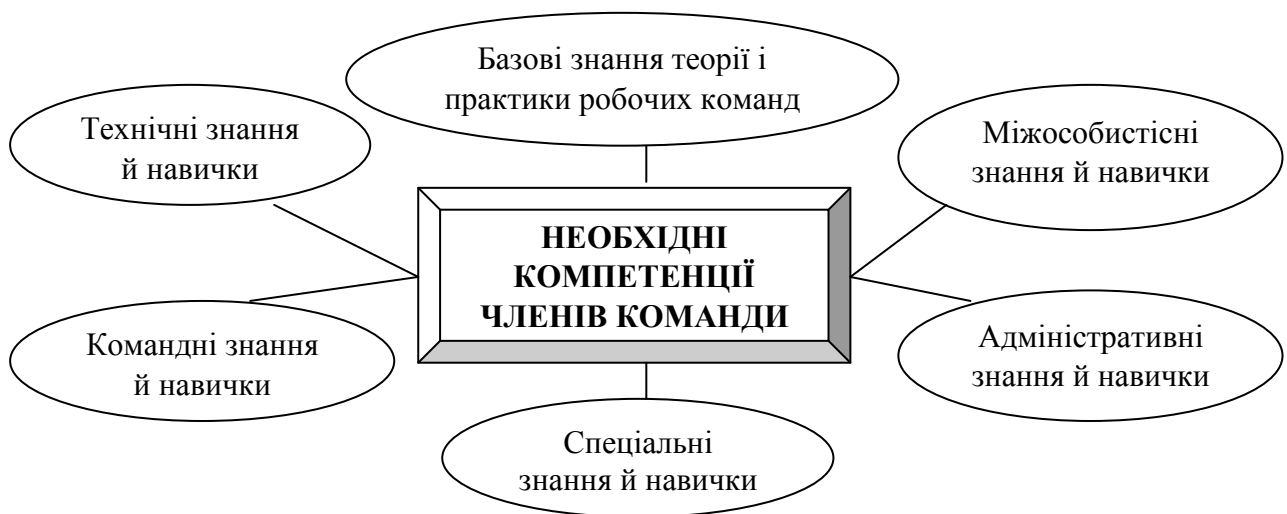 Базові знання теорії і
практики робочих команд
Технічні знання
й навички
Міжособистісні
знання й навички
НЕОБХІДНІ
КОМПЕТЕНЦІЇ
ЧЛЕНІВ КОМАНДИ
Командні знання
й навички
Адміністративні
знання й навички
Спеціальні
знання й навички